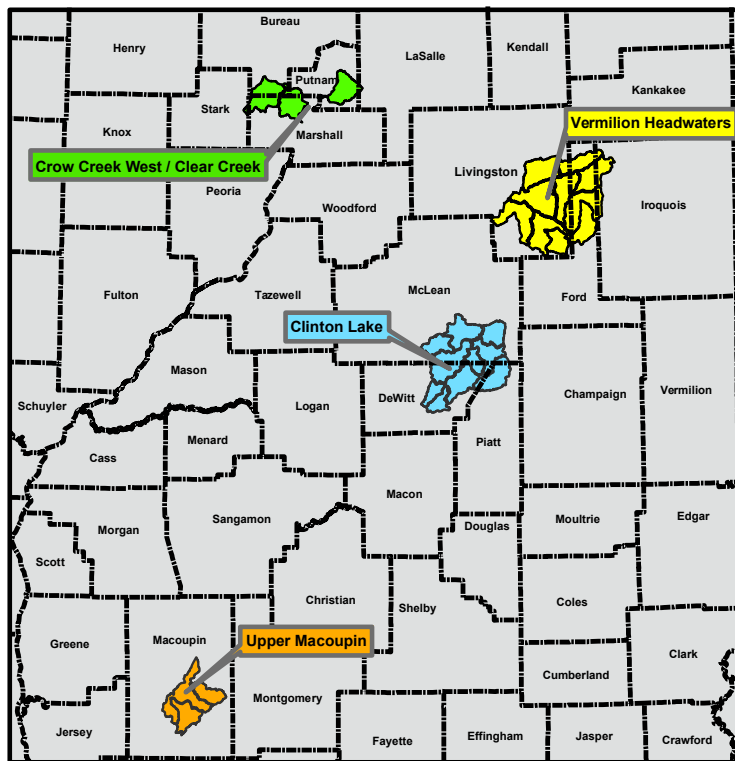 Bureau
Henry
LaSalle
Kendall
Putnam
Kankakee
Stark
Vermilion Headwaters
Knox
Marshall
Crow Creek West / Clear Creek
Livingston
Peoria
Woodford
Iroquois
McLean
Fulton
Tazewell
Ford
Clinton Lake
Mason
Champaign
Vermilion
DeWitt
Schuyler
Logan
Menard
Piatt
Cass
Macon
Sangamon
Douglas
Moultrie
Edgar
Morgan
Scott
Christian
Shelby
Coles
Greene
Macoupin
Upper Macoupin
Clark
Cumberland
Montgomery
Jersey
Fayette
Effingham
Jasper
Crawford